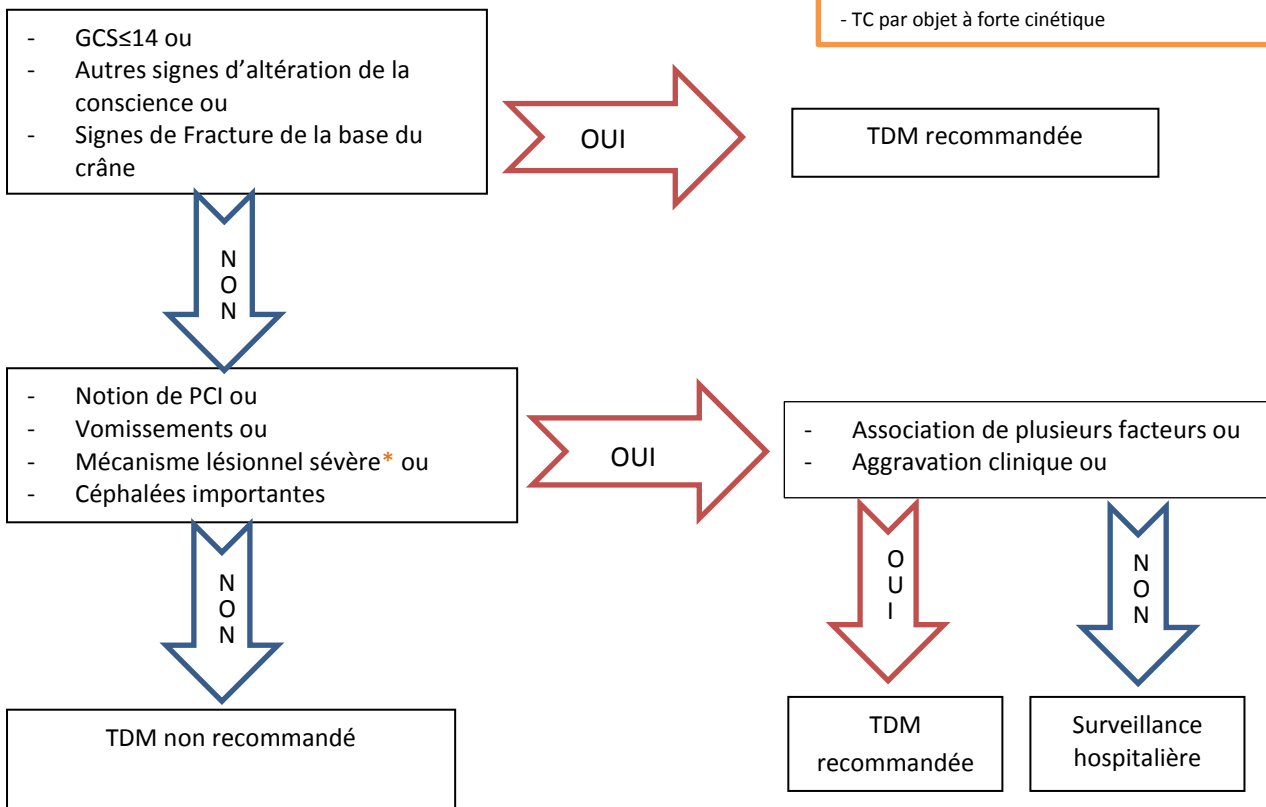 - TC par objet à forte cinétique
- GCS≤14 ou
- Autres signes d’altération de la
conscience ou
- Signes de Fracture de la base du
crâne
OUI
TDM recommandée
N
O
N
- Notion de PCI ou
- Vomissements ou
- Mécanisme lésionnel sévère* ou
- Céphalées importantes
OUI
- Association de plusieurs facteurs ou
- Aggravation clinique ou
N
O
N
O
U
I
N
O
N
TDM non recommandé
TDM
recommandée
Surveillance
hospitalière